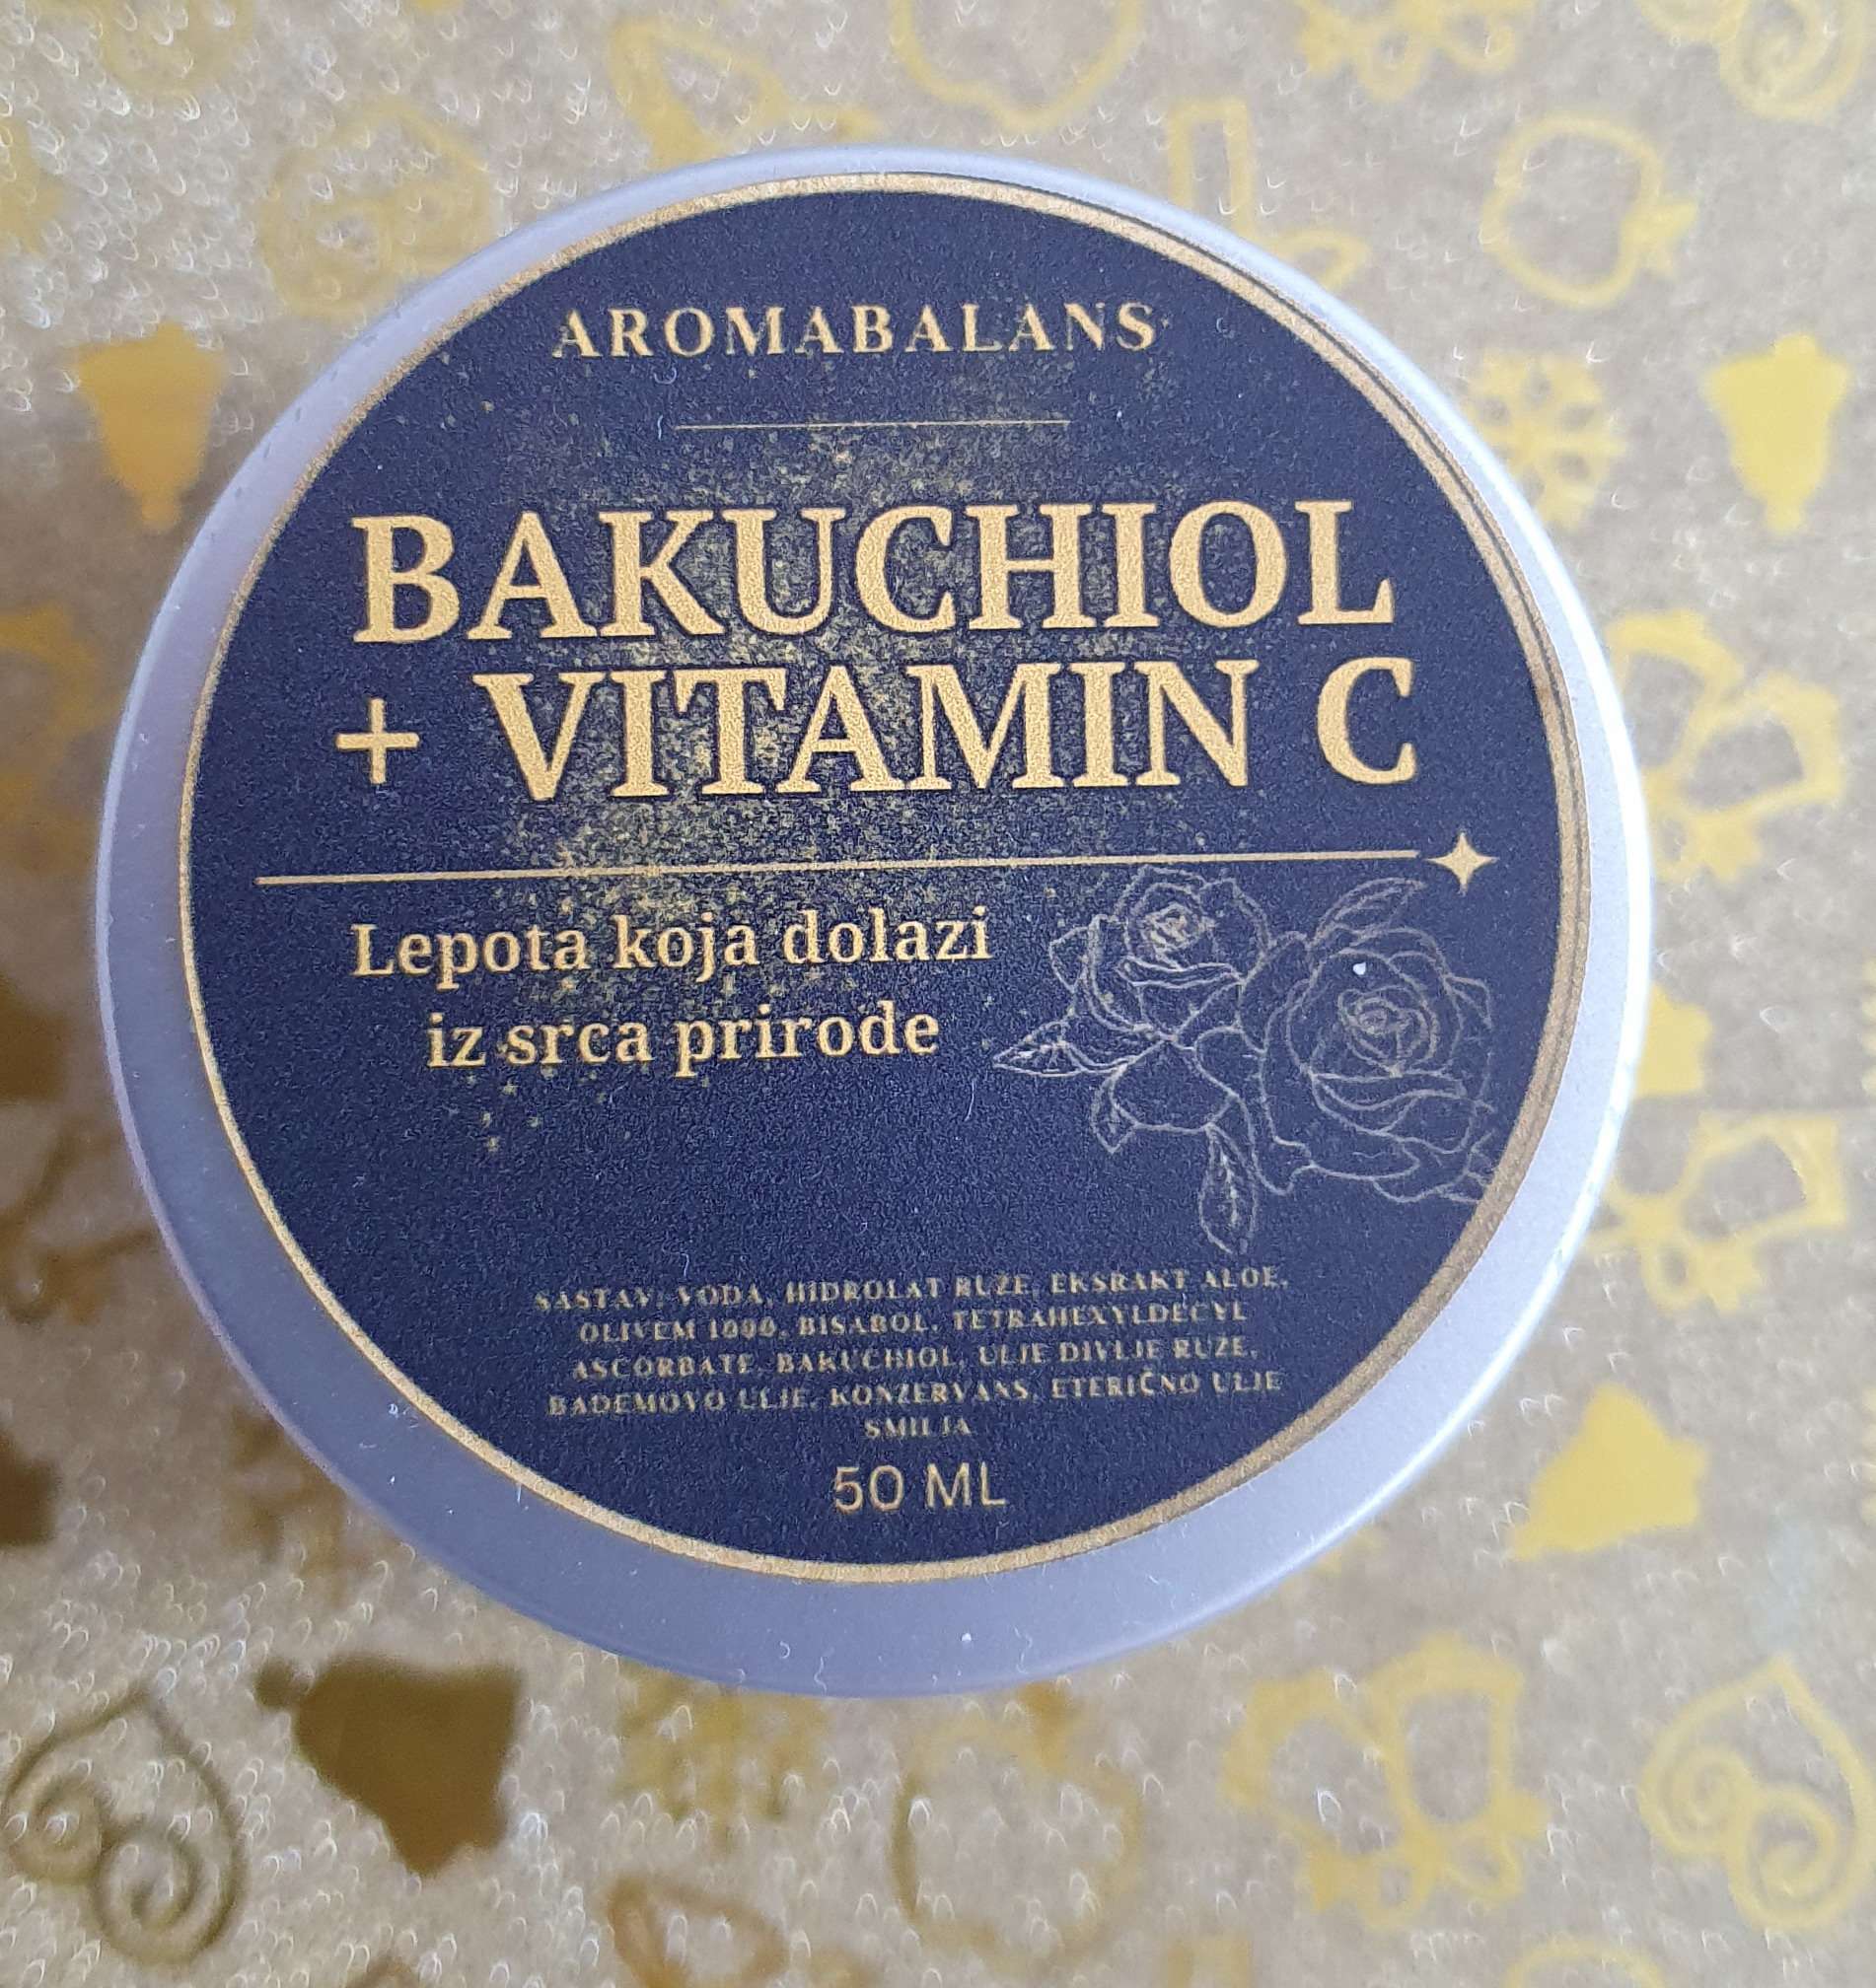 AROMABALANS
BAKUCHIOL
+ VITAMIN C
Lepota koja dolazi
iz srca prirode
SASTAV: VODA, HIDROLAT RUŽE, EKSRAKT ALOE,
OLIVEM 1000, BISABOL, TETRAHEXYLDECYL
ASCORBATE, BAKUCHIOL, ULJE DIVLJE RUŽE,
BADEMOVO ULJE, KONZERVANS, ETERIČNO ULJE
SMILJA
50 ML